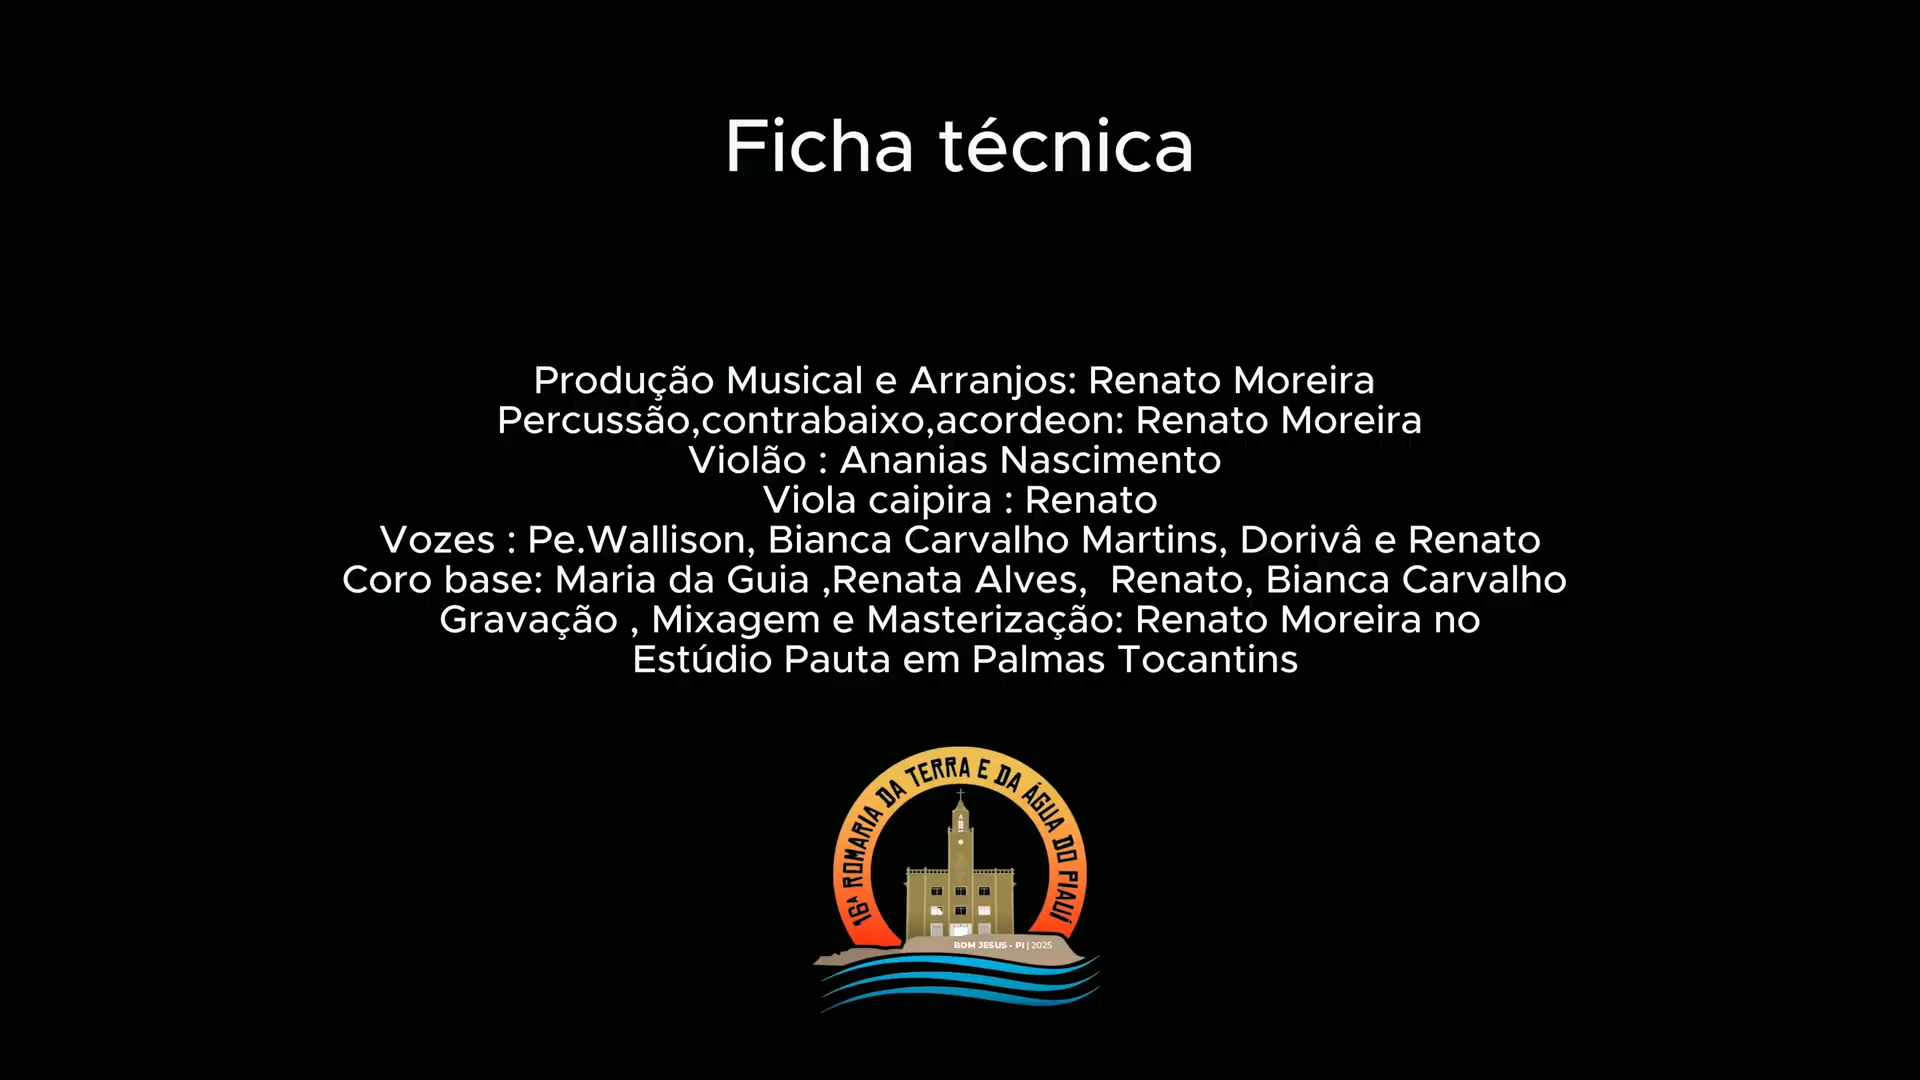 Ficha técnica
Produção Musical e Arranjos: Renato Moreira
Percussão,contrabaixo,acordeon: Renato Moreira
Violão : Ananias Nascimento
Viola caipira : Renato
Vozes : Pe.Wallison, Bianca Carvalho Martins, Dorivâ e Renato
Coro base: Maria da Guia ,Renata Alves,  Renato, Bianca Carvalho
Gravação , Mixagem e Masterização: Renato Moreira no
Estúdio Pauta em Palmas Tocantins
16ª ROMARIA DA TERRA E DA ÁGUA DO PIAUÍ
BOM JESUS - PI | 2025